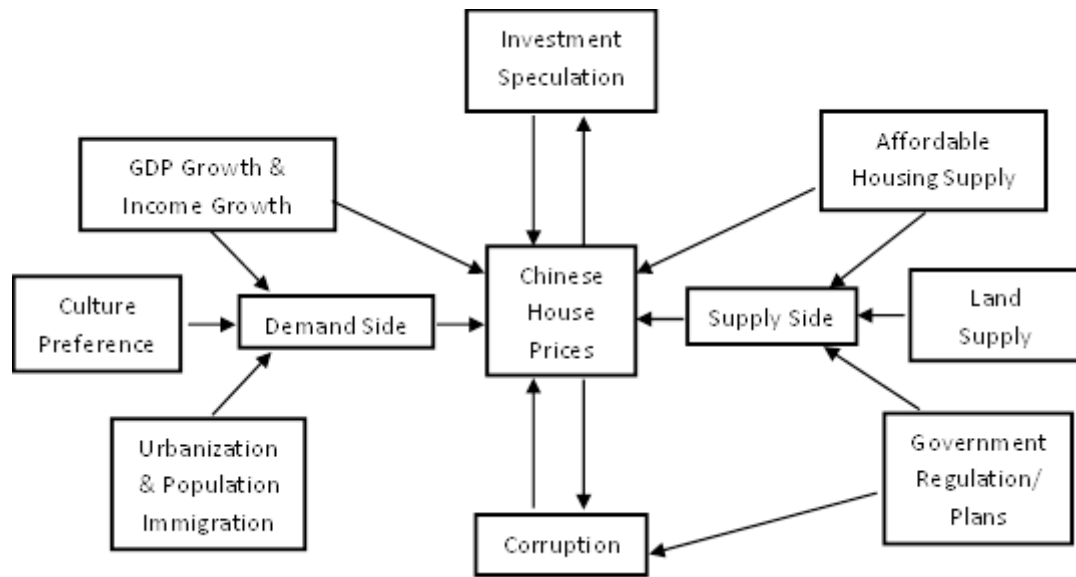 Investment
Speculation
GDP Growth &
Income Growth
Affordable
Housing Supply
Culture
Preference
Demand Side
Chinese
House
Prices
Supply Side
Land
Supply
Urbanization
& Population
Immigration
Corruption
Government
Regulation/
Plans